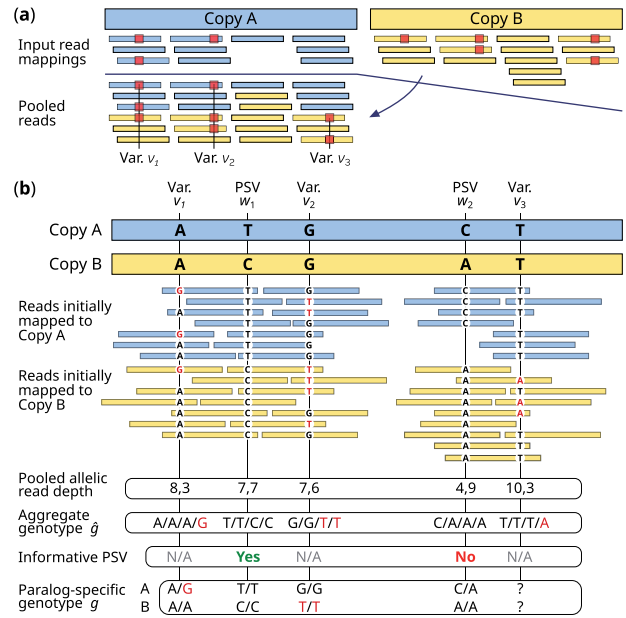 (a)
Copy A Copy B
Input read
mappings
Pooled
reads
Var. v1 Var. v2 Var. v3
(b)
Var. PSV Var. PSV Var.
v1 w1 v2 w2 v3
Copy A A T G C T
Copy B A C G A T
Reads initially
mapped to
Copy A
G T G C T
T T C T
A T T C T
T G C
G T G T
A T G T
A T G T
Reads initially
mapped to
Copy B
G C T A
C T A A
A C T A T
A C A A
A C G A A
A C T A
A C G A T
A T
A T
Pooled allelic
read depth
8,3 7,7 7,6 4,9 10,3
Aggregate
genotype ĝ
A/A/A/G T/T/C/C G/G/T/T C/A/A/A T/T/T/A
Informative PSV N/A Yes N/A No N/A
Paralog-specific
genotype g
A A/G T/T G/G C/A ?
B A/A C/C T/T A/A ?